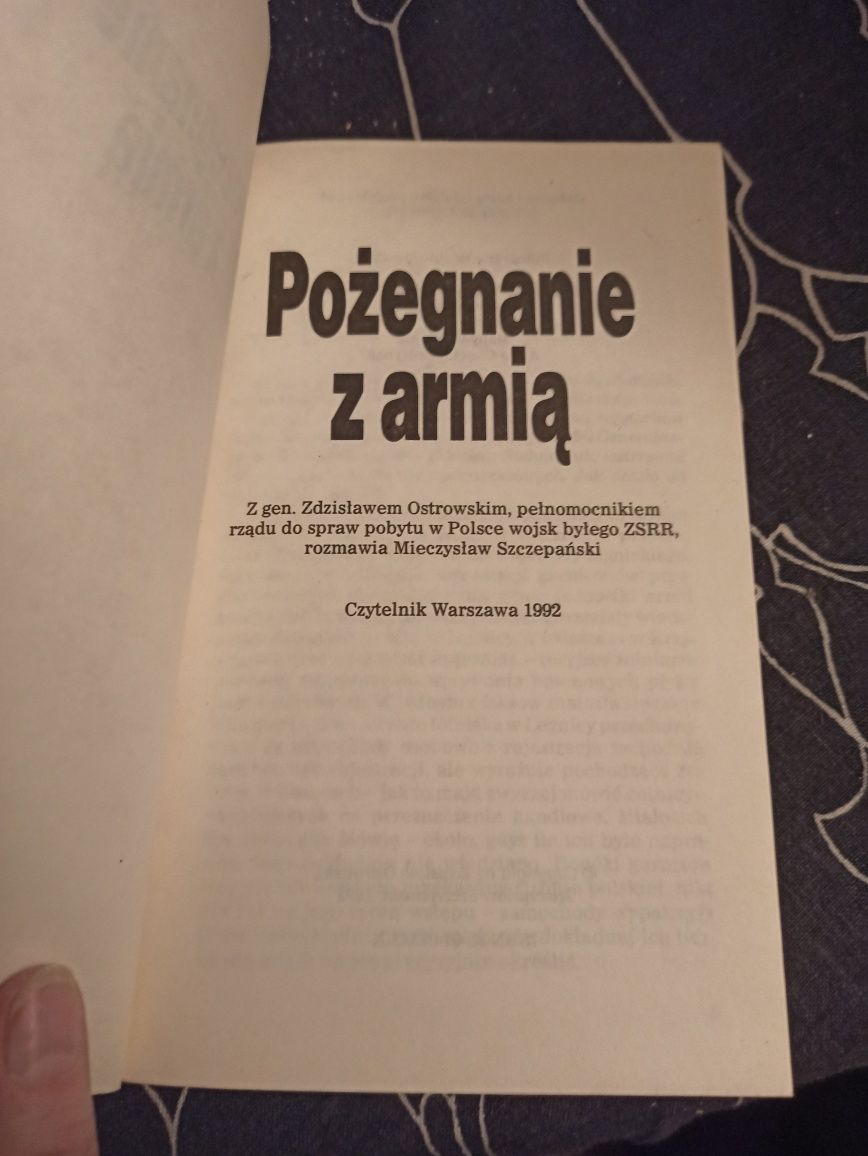 Pożegnanie
z armią
Z gen. Zdzisławem Ostrowskim, pełnomocnikiem
rządu do spraw pobytu w Polsce wojsk byłego ZSRR,
rozmawia Mieczysław Szczepański
Czytelnik Warszawa 1992